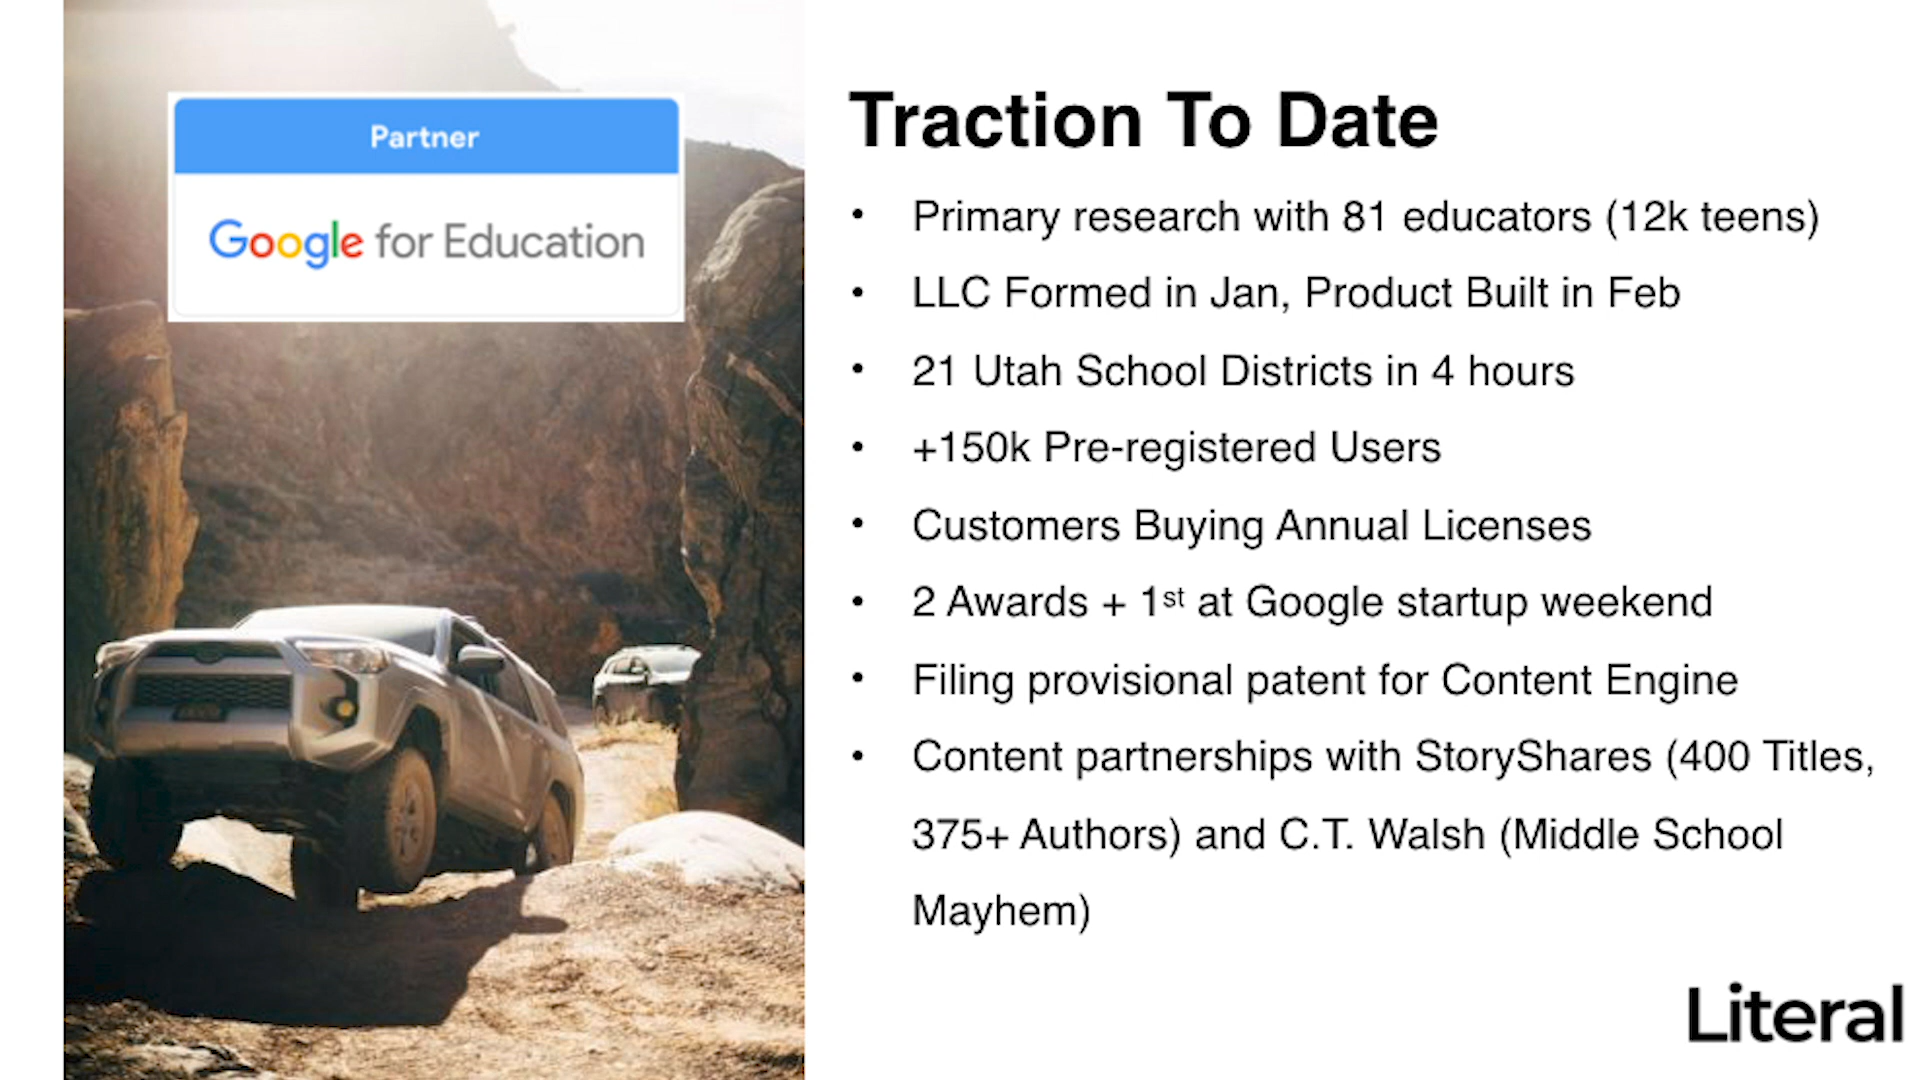 Partner
Google for Education
Traction To Date
• Primary research with 81 educators (12k teens)
• LLC Formed in Jan, Product Built in Feb
• 21 Utah School Districts in 4 hours
• +150k Pre-registered Users
• Customers Buying Annual Licenses
• 2 Awards + 1st at Google startup weekend
• Filing provisional patent for Content Engine
• Content partnerships with StoryShares (400 Titles,
375+ Authors) and C.T. Walsh (Middle School
Mayhem)
Literal